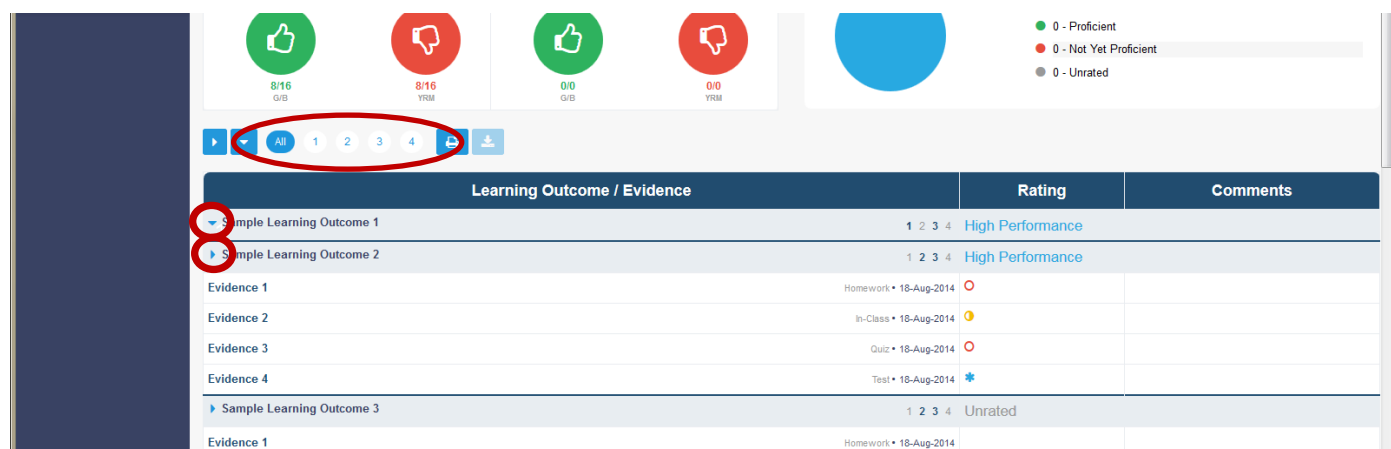 0 - Proficient
0 - Not Yet Proficient
0 - Unrated
8/16 8/16 0/0 0/0
G/B YRM G/B YRM
All 1 2 3 4
Learning Outcome / Evidence Rating Comments
Sample Learning Outcome 1 1 2 3 4 High Performance
Sample Learning Outcome 2 1 2 3 4 High Performance
Evidence 1 Homework • 18-Aug-2014
Evidence 2 In-Class • 18-Aug-2014
Evidence 3 Quiz • 18-Aug-2014
Evidence 4 Test • 18-Aug-2014
Sample Learning Outcome 3 1 2 3 4 Unrated
Evidence 1 Homework • 18-Aug-2014